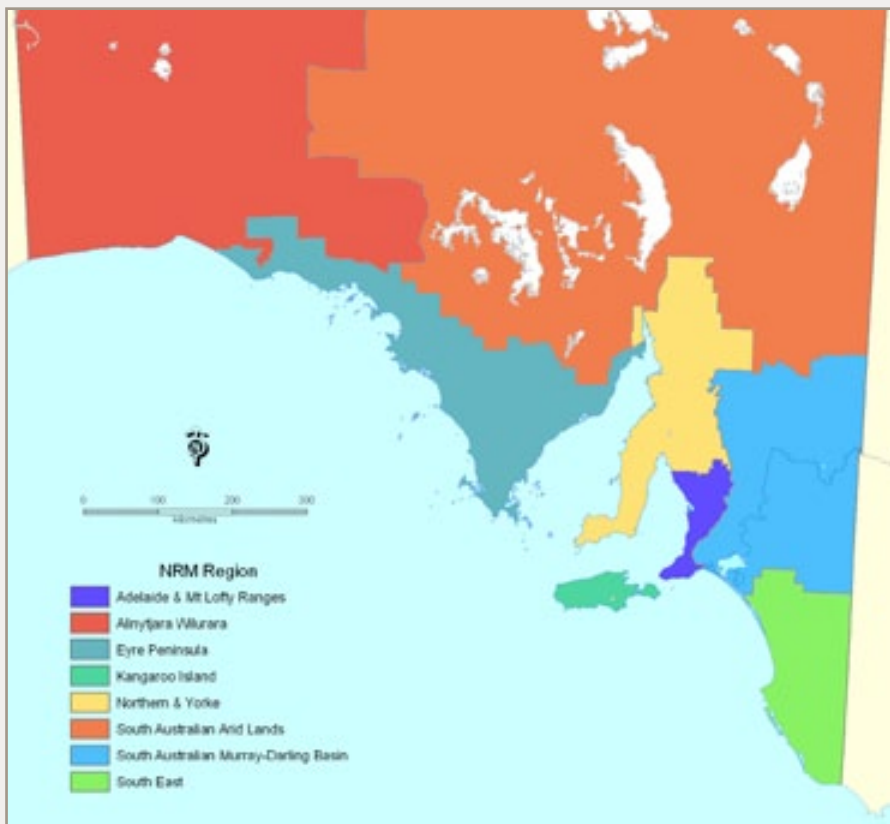 0 100 200 300
kilometres
NRM Region
Adelaide & Mt Lofty Ranges
Alinytjara Wilurara
Eyre Peninsula
Kangaroo Island
Northern & Yorke
South Australian Arid Lands
South Australian Murray-Darling Basin
South East